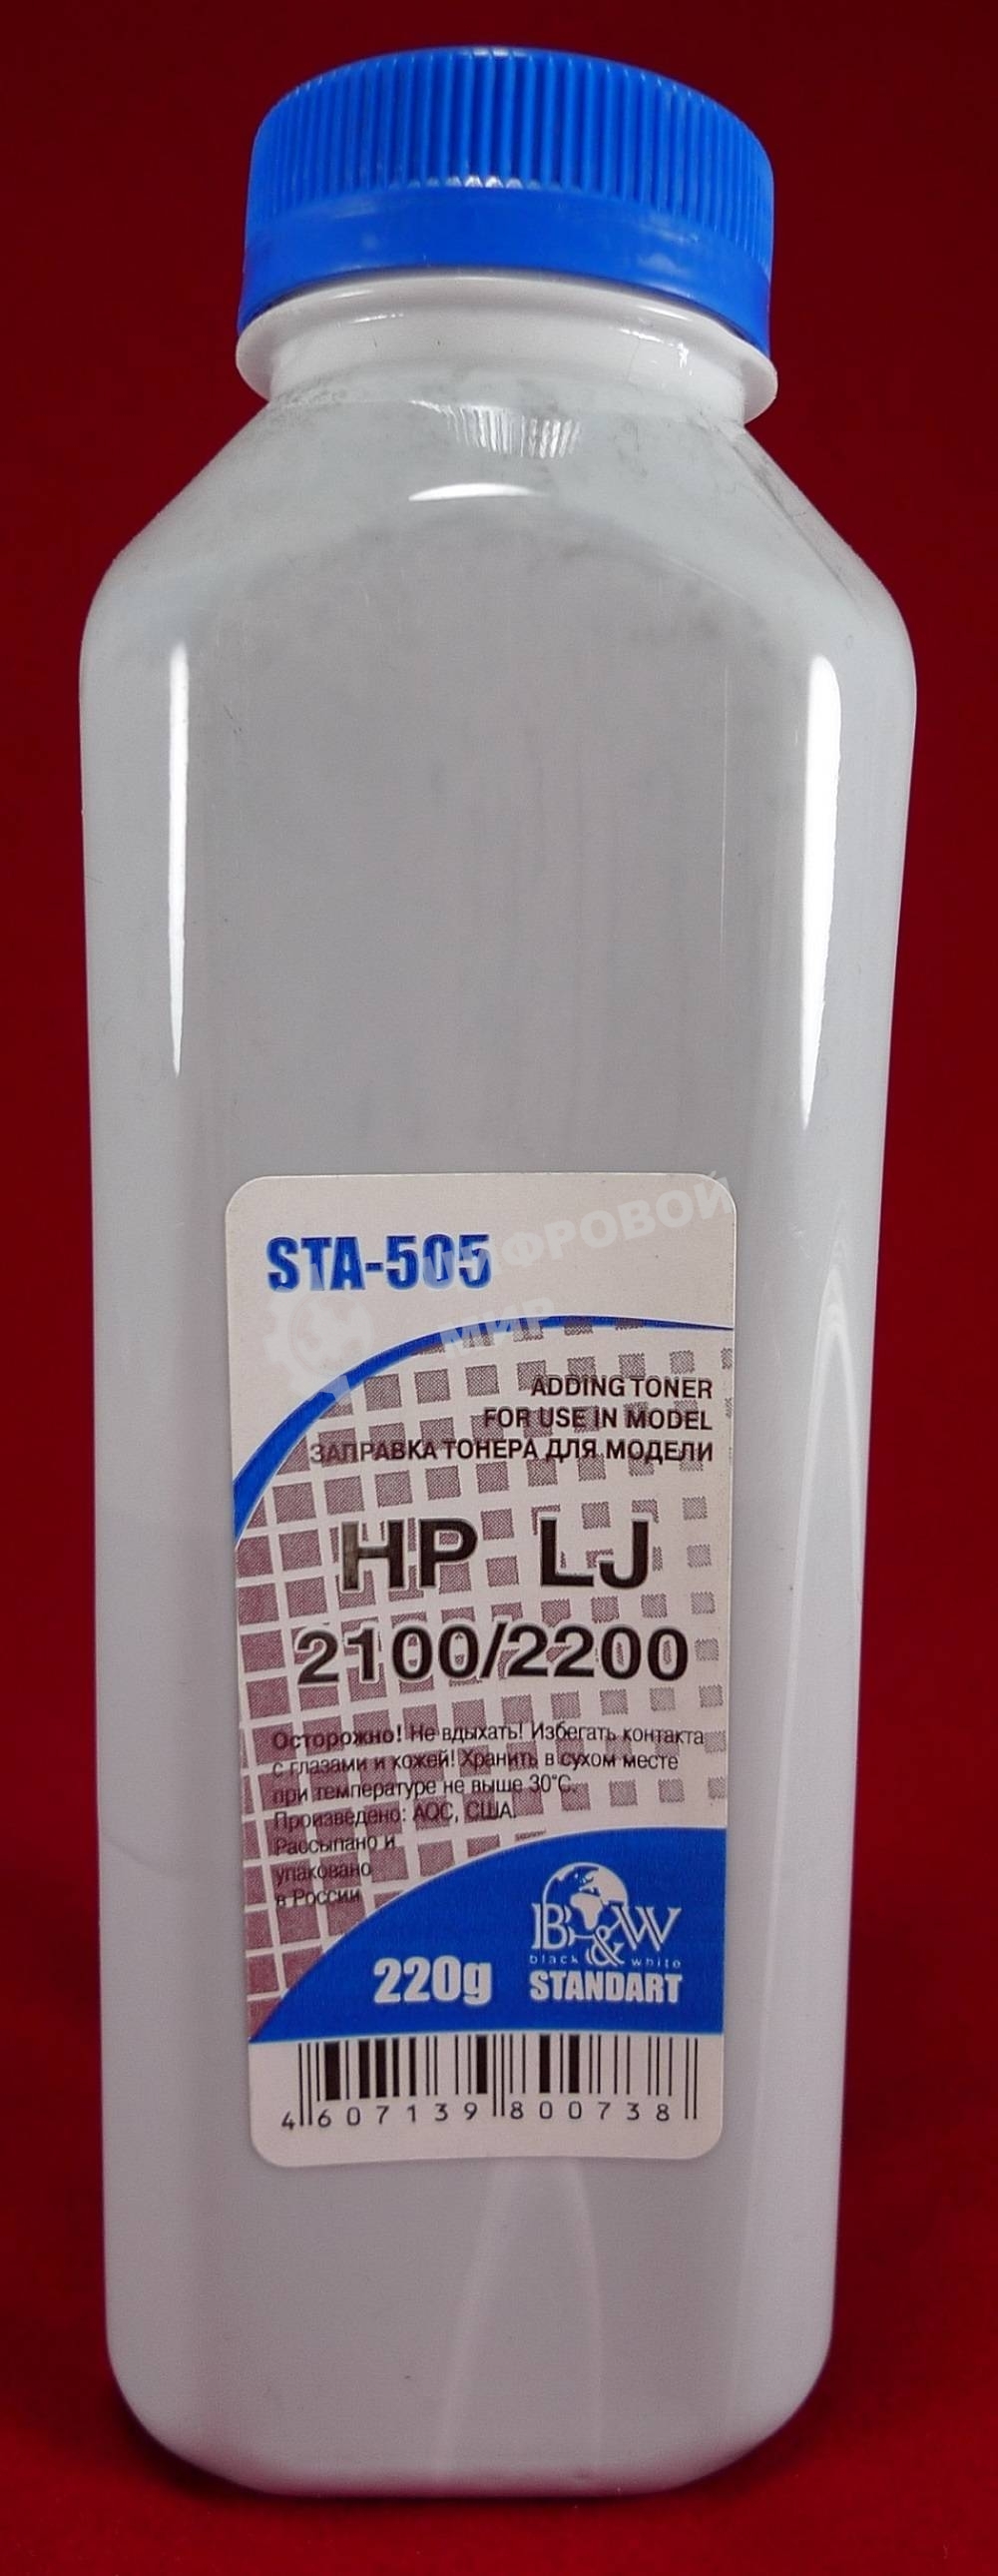 STA-505
ЦИФРОВОЙ
МИР
ADDING TONER
FOR USE IN MODEL
ЗАПРАВКА ТОНЕРА ДЛЯ МОДЕЛИ
HP LJ
2100/2200
Осторожно! Не вдыхать! Избегать контакта
с глазами и кожей! Хранить в сухом месте
при температуре не выше 30°C.
Произведено: AQC, США.
Рассыпано и
упаковано
в России
B&W
black white
220g STANDART
4 607139 800738